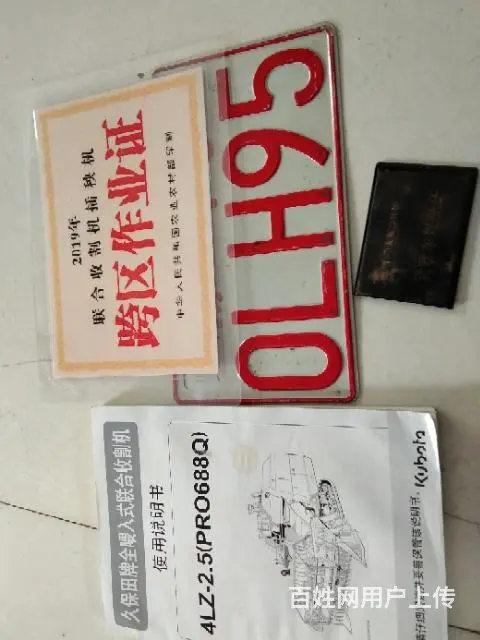 2019年
联合收割机插秧机
跨区作业证
中华人民共和国农业农村部印制
0LH95
久保田牌全喂入式联合收割机
使用说明书
4LZ-2.5(PRO688Q)
Kubota
百姓网用户上传